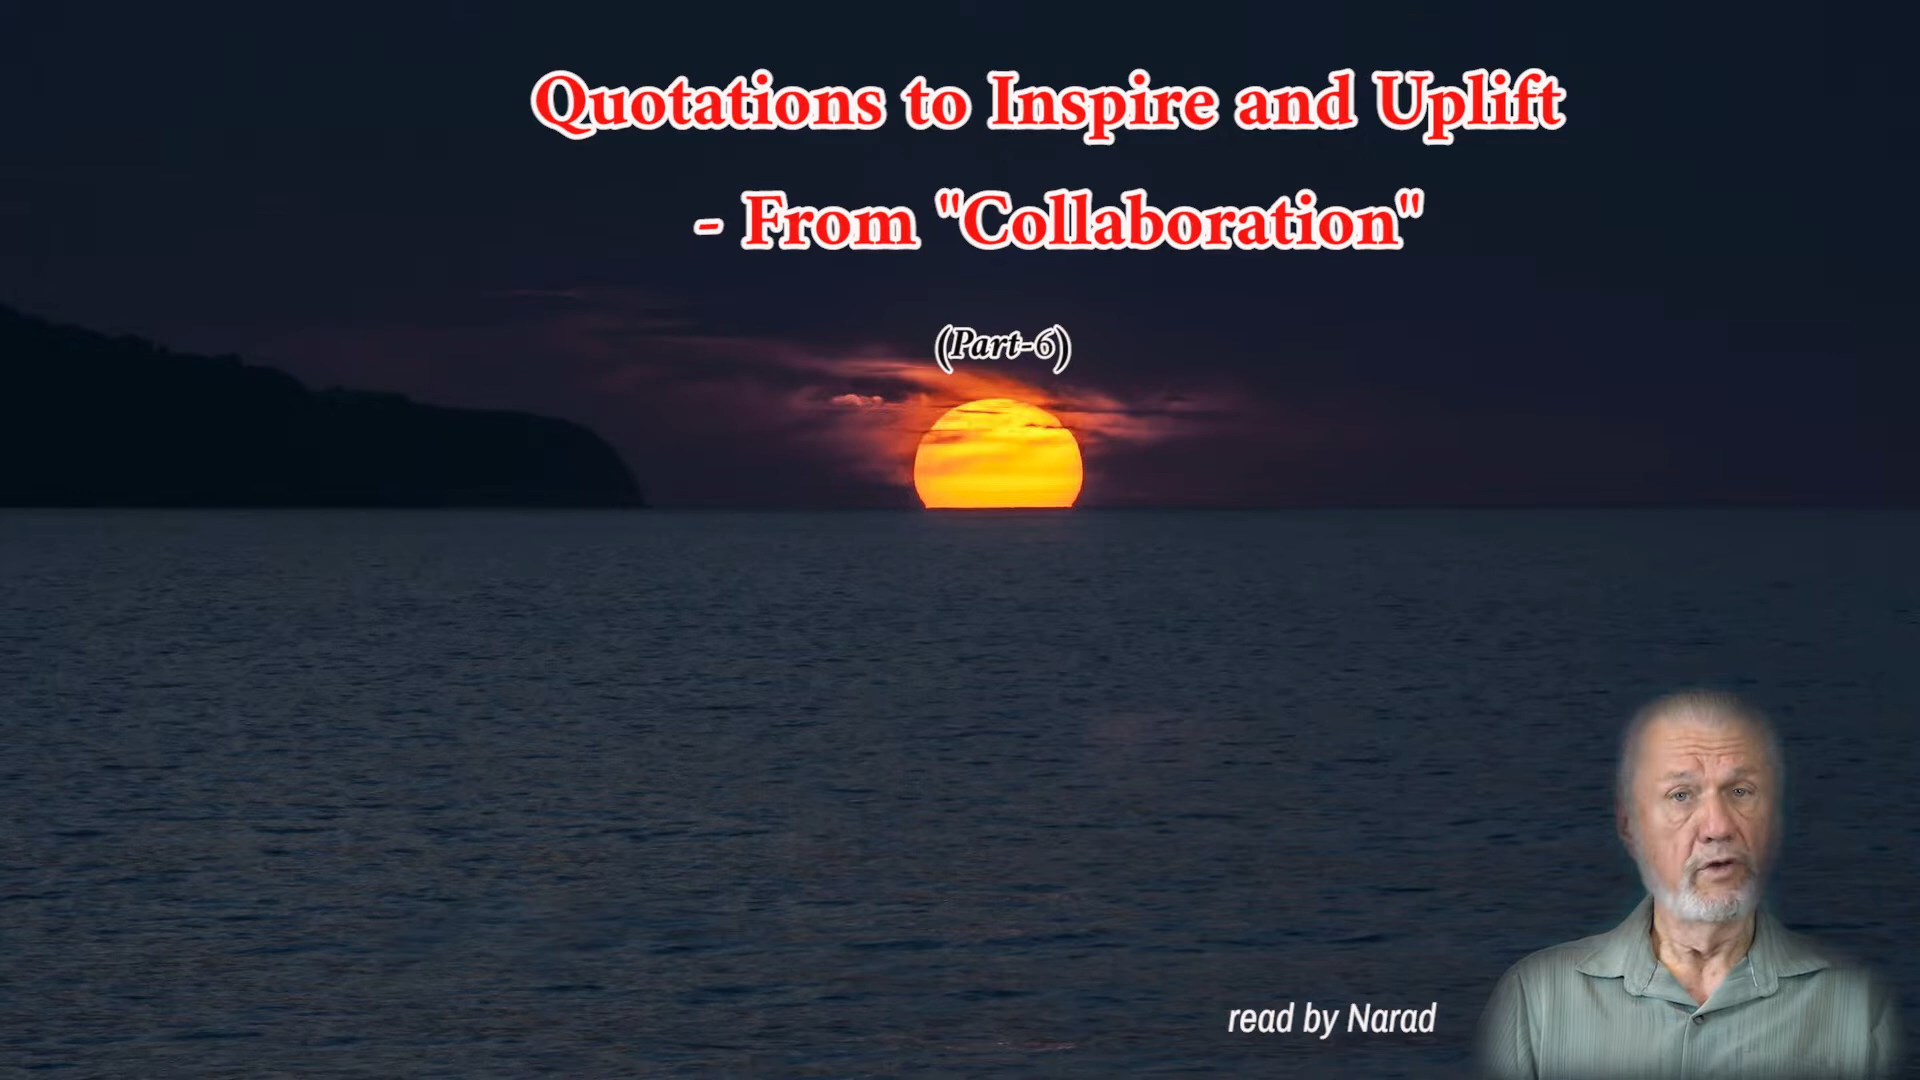 Quotations to Inspire and Uplift
- From "Collaboration"
(Part-6)
read by Narad